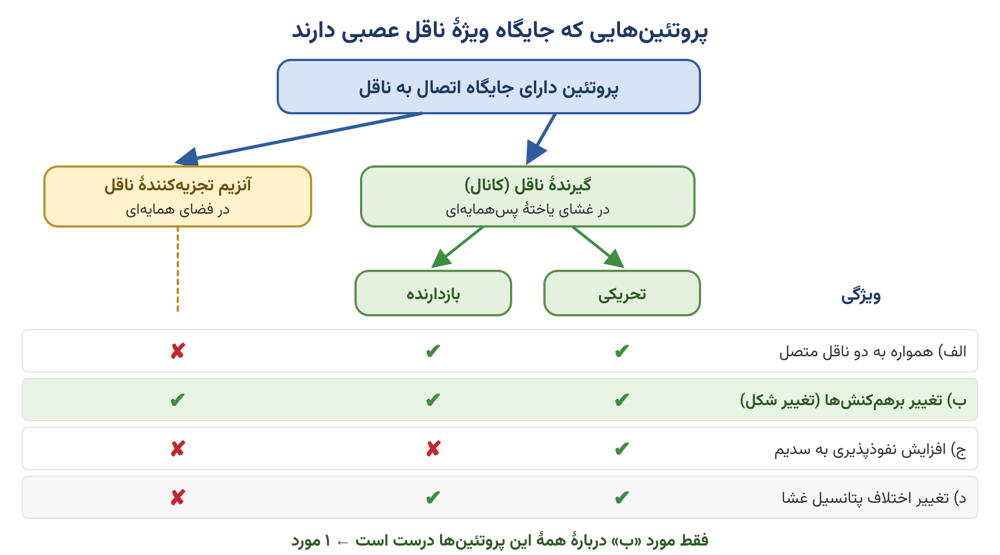 پروتئین‌هایی که جایگاه ویژهٔ ناقل عصبی دارند
پروتئین دارای جایگاه اتصال به ناقل
گیرندهٔ ناقل (کانال)
در غشای یاختهٔ پس‌همایه‌ای
آنزیم تجزیه‌کنندهٔ ناقل
در فضای همایه‌ای
ویژگی
تحریکی
بازدارنده
الف) همواره به دو ناقل متصل ✔ ✔ ✘
ب) تغییر برهم‌کنش‌ها (تغییر شکل) ✔ ✔ ✔
ج) افزایش نفوذپذیری به سدیم ✔ ✘ ✘
د) تغییر اختلاف پتانسیل غشا ✔ ✔ ✘
فقط مورد «ب» دربارهٔ همهٔ این پروتئین‌ها درست است ← ۱ مورد